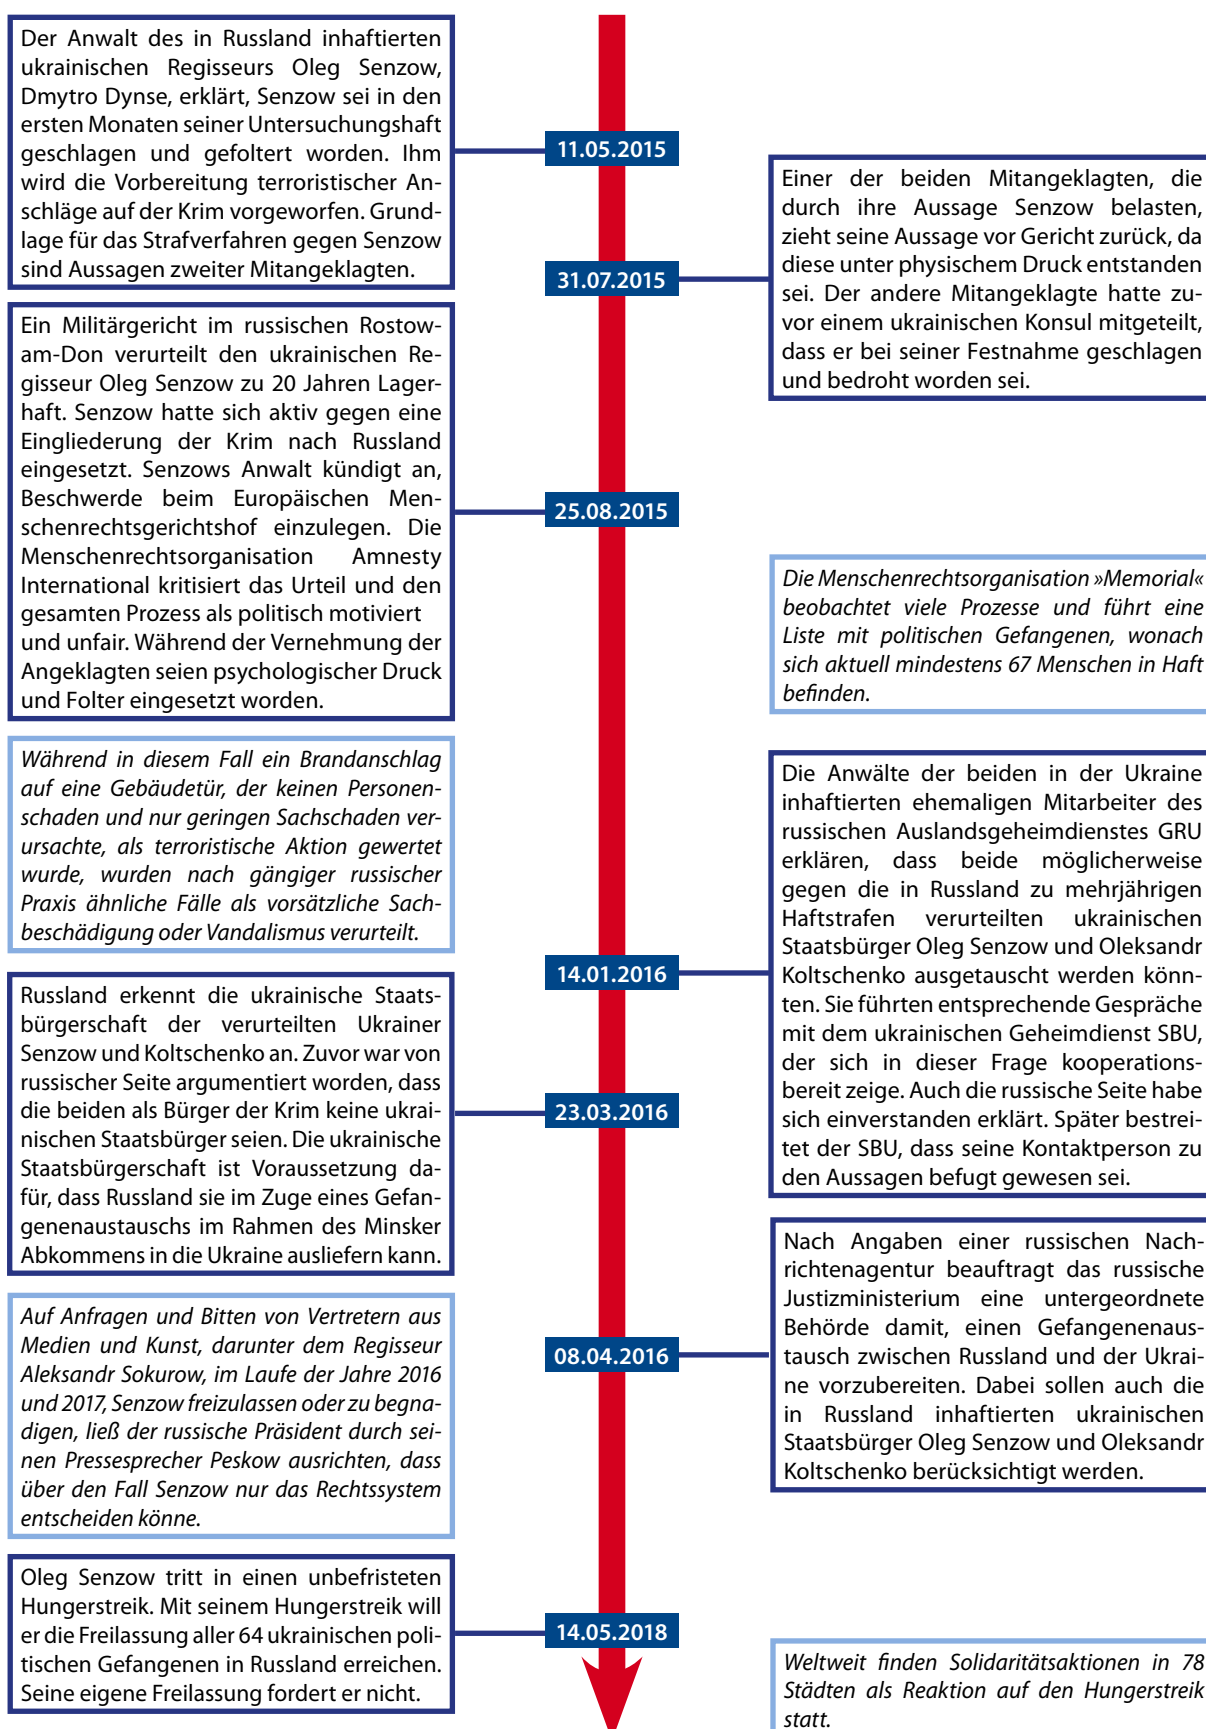 Der Anwalt des in Russland inhaftierten
ukrainischen Regisseurs Oleg Senzow,
Dmytro Dynse, erklärt, Senzow sei in den
ersten Monaten seiner Untersuchungshaft
geschlagen und gefoltert worden. Ihm
wird die Vorbereitung terroristischer An-
schläge auf der Krim vorgeworfen. Grund-
lage für das Strafverfahren gegen Senzow
sind Aussagen zweiter Mitangeklagten.
11.05.2015
Einer der beiden Mitangeklagten, die
durch ihre Aussage Senzow belasten,
zieht seine Aussage vor Gericht zurück, da
diese unter physischem Druck entstanden
sei. Der andere Mitangeklagte hatte zu-
vor einem ukrainischen Konsul mitgeteilt,
dass er bei seiner Festnahme geschlagen
und bedroht worden sei.
31.07.2015
Ein Militärgericht im russischen Rostow-
am-Don verurteilt den ukrainischen Re-
gisseur Oleg Senzow zu 20 Jahren Lager-
haft. Senzow hatte sich aktiv gegen eine
Eingliederung der Krim nach Russland
eingesetzt. Senzows Anwalt kündigt an,
Beschwerde beim Europäischen Men-
schenrechtsgerichtshof einzulegen. Die
Menschenrechtsorganisation Amnesty
International kritisiert das Urteil und den
gesamten Prozess als politisch motiviert
und unfair. Während der Vernehmung der
Angeklagten seien psychologischer Druck
und Folter eingesetzt worden.
25.08.2015
Die Menschenrechtsorganisation »Memorial«
beobachtet viele Prozesse und führt eine
Liste mit politischen Gefangenen, wonach
sich aktuell mindestens 67 Menschen in Haft
befinden.
Während in diesem Fall ein Brandanschlag
auf eine Gebäudetür, der keinen Personen-
schaden und nur geringen Sachschaden ver-
ursachte, als terroristische Aktion gewertet
wurde, wurden nach gängiger russischer
Praxis ähnliche Fälle als vorsätzliche Sach-
beschädigung oder Vandalismus verurteilt.
Die Anwälte der beiden in der Ukraine
inhaftierten ehemaligen Mitarbeiter des
russischen Auslandsgeheimdienstes GRU
erklären, dass beide möglicherweise
gegen die in Russland zu mehrjährigen
Haftstrafen verurteilten ukrainischen
Staatsbürger Oleg Senzow und Oleksandr
Koltschenko ausgetauscht werden könn-
ten. Sie führten entsprechende Gespräche
mit dem ukrainischen Geheimdienst SBU,
der sich in dieser Frage kooperations-
bereit zeige. Auch die russische Seite habe
sich einverstanden erklärt. Später bestrei-
tet der SBU, dass seine Kontaktperson zu
den Aussagen befugt gewesen sei.
14.01.2016
Russland erkennt die ukrainische Staats-
bürgerschaft der verurteilten Ukrainer
Senzow und Koltschenko an. Zuvor war von
russischer Seite argumentiert worden, dass
die beiden als Bürger der Krim keine ukrai-
nischen Staatsbürger seien. Die ukrainische
Staatsbürgerschaft ist Voraussetzung da-
für, dass Russland sie im Zuge eines Gefan-
genenaustauschs im Rahmen des Minsker
Abkommens in die Ukraine ausliefern kann.
23.03.2016
Nach Angaben einer russischen Nach-
richtenagentur beauftragt das russische
Justizministerium eine untergeordnete
Behörde damit, einen Gefangenenaus-
tausch zwischen Russland und der Ukrai-
ne vorzubereiten. Dabei sollen auch die
in Russland inhaftierten ukrainischen
Staatsbürger Oleg Senzow und Oleksandr
Koltschenko berücksichtigt werden.
08.04.2016
Auf Anfragen und Bitten von Vertretern aus
Medien und Kunst, darunter dem Regisseur
Aleksandr Sokurow, im Laufe der Jahre 2016
und 2017, Senzow freizulassen oder zu begna-
digen, ließ der russische Präsident durch sei-
nen Pressesprecher Peskow ausrichten, dass
über den Fall Senzow nur das Rechtssystem
entscheiden könne.
Oleg Senzow tritt in einen unbefristeten
Hungerstreik. Mit seinem Hungerstreik will
er die Freilassung aller 64 ukrainischen poli-
tischen Gefangenen in Russland erreichen.
Seine eigene Freilassung fordert er nicht.
14.05.2018
Weltweit finden Solidaritätsaktionen in 78
Städten als Reaktion auf den Hungerstreik
statt.